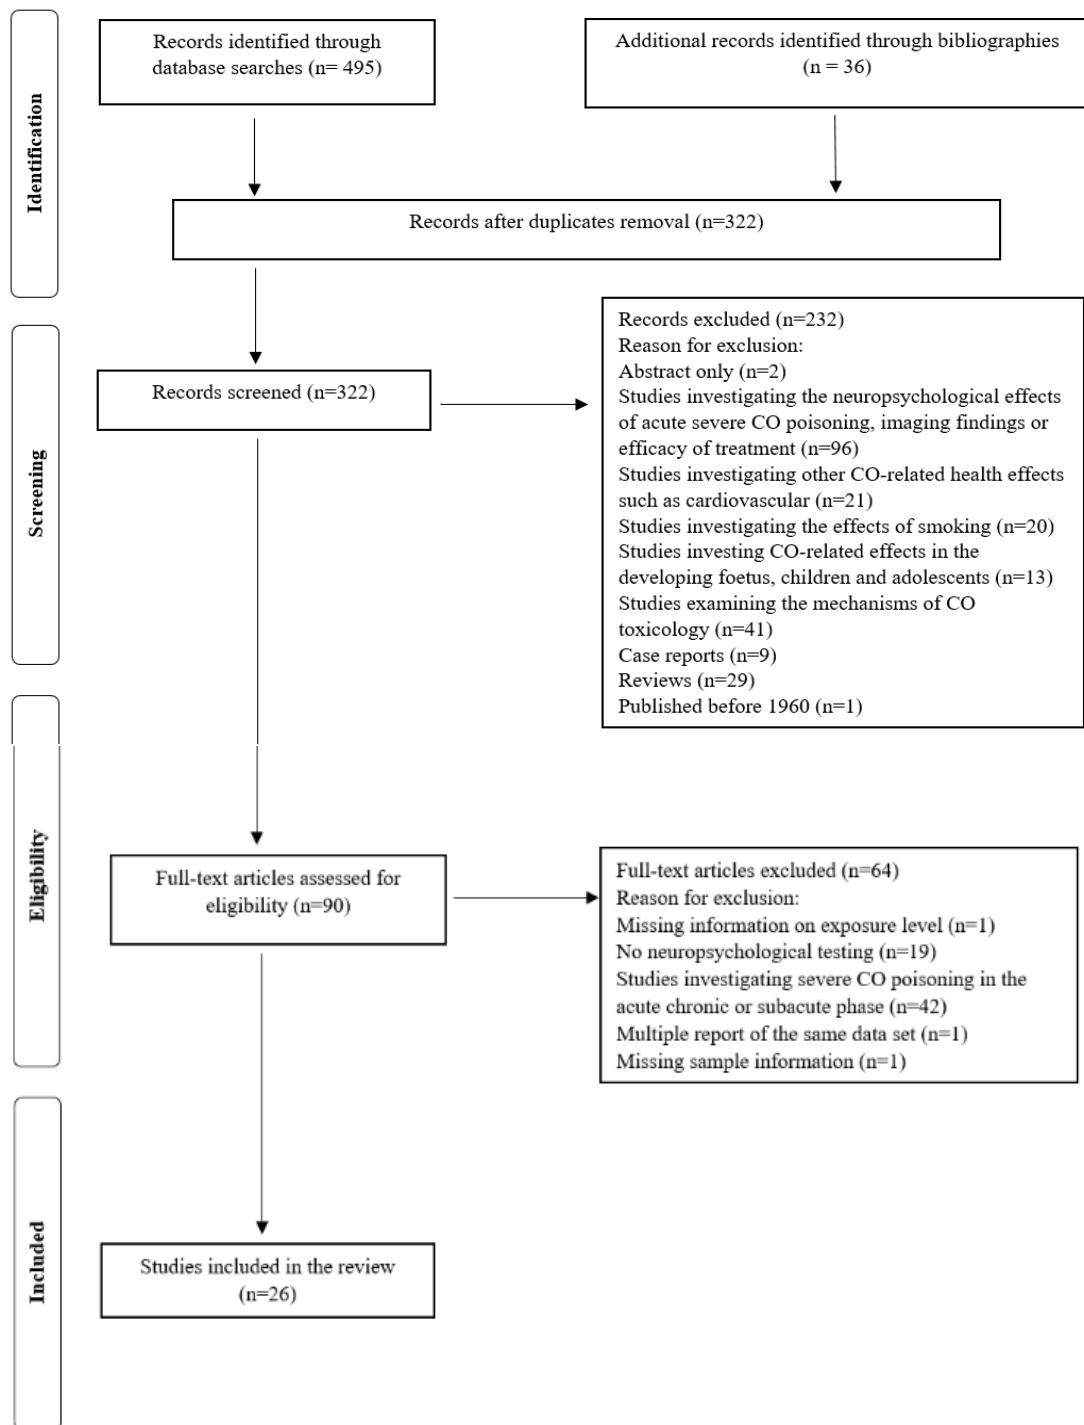 Identification
Records identified through
database searches (n= 495)
Additional records identified through bibliographies
(n = 36)
Records after duplicates removal (n=322)
Screening
Records screened (n=322)
Records excluded (n=232)
Reason for exclusion:
Abstract only (n=2)
Studies investigating the neuropsychological effects
of acute severe CO poisoning, imaging findings or
efficacy of treatment (n=96)
Studies investigating other CO-related health effects
such as cardiovascular (n=21)
Studies investigating the effects of smoking (n=20)
Studies investing CO-related effects in the
developing foetus, children and adolescents (n=13)
Studies examining the mechanisms of CO
toxicology (n=41)
Case reports (n=9)
Reviews (n=29)
Published before 1960 (n=1)
Eligibility
Full-text articles assessed for
eligibility (n=90)
Full-text articles excluded (n=64)
Reason for exclusion:
Missing information on exposure level (n=1)
No neuropsychological testing (n=19)
Studies investigating severe CO poisoning in the
acute chronic or subacute phase (n=42)
Multiple report of the same data set (n=1)
Missing sample information (n=1)
Included
Studies included in the review
(n=26)